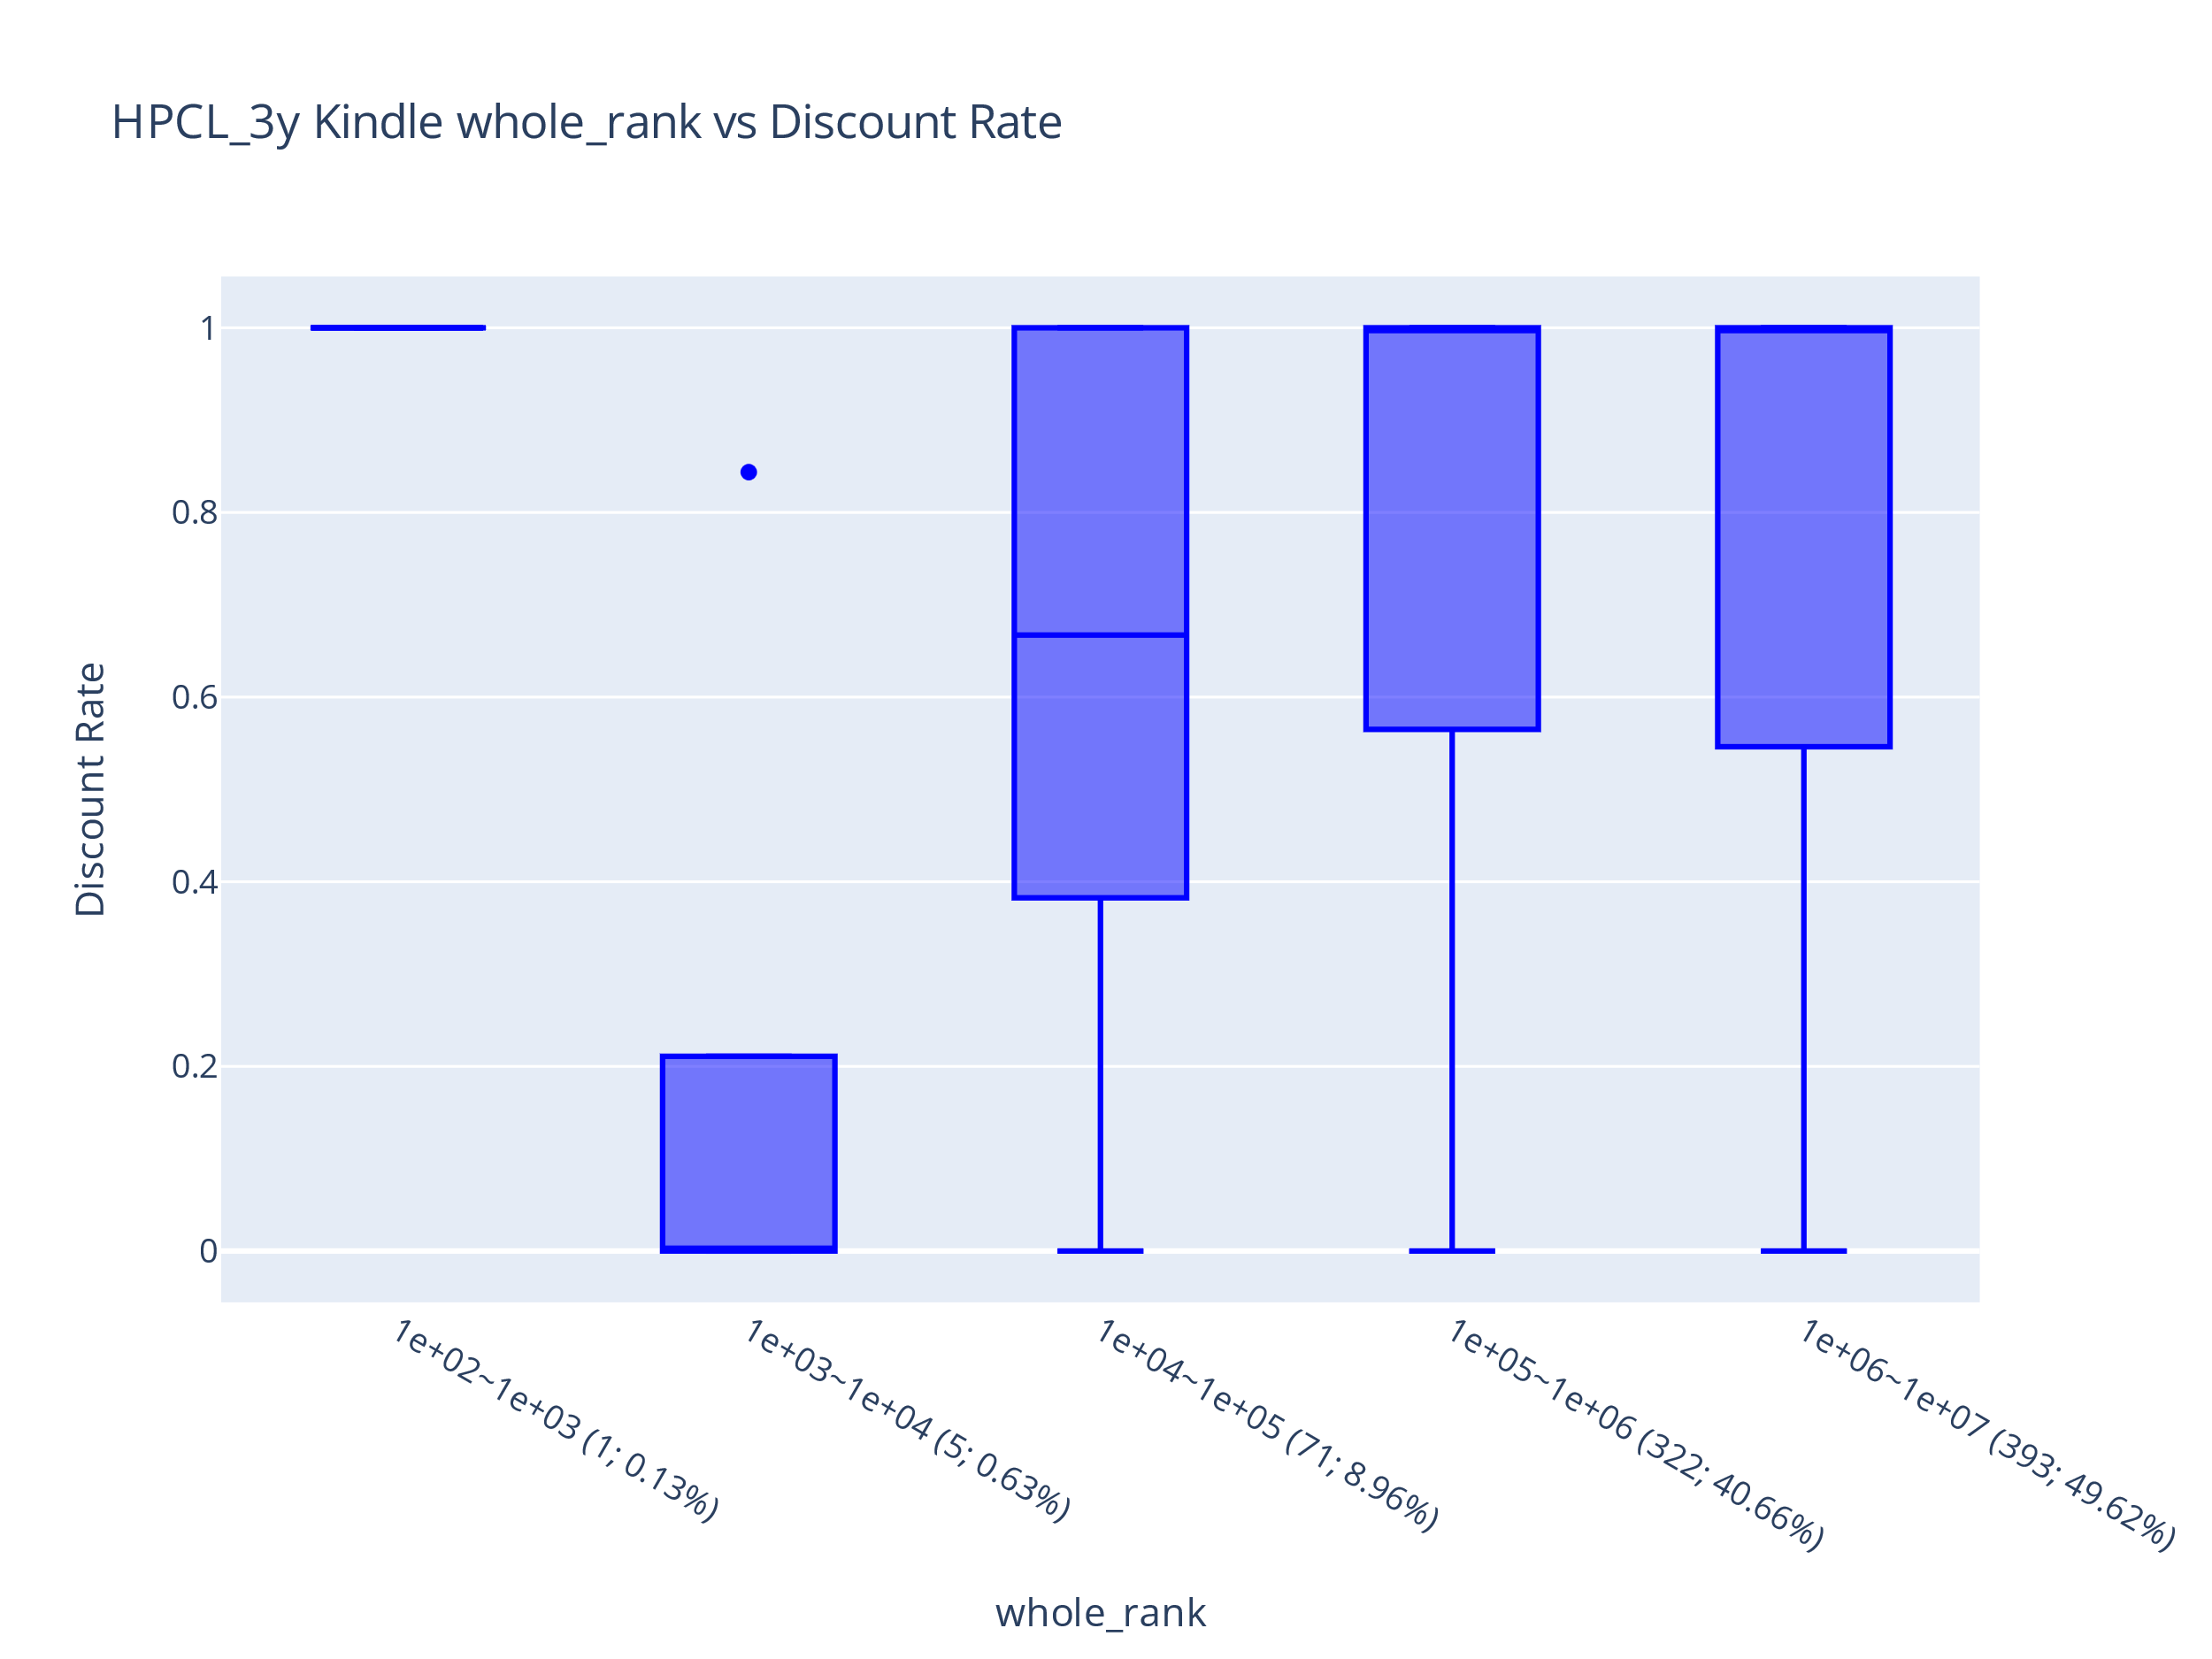 HPCL_3y Kindle whole_rank vs Discount Rate
Discount Rate
1
0.8
0.6
0.4
0.2
0
1e+02~1e+03 (1; 0.13%)
1e+03~1e+04 (5; 0.63%)
1e+04~1e+05 (71; 8.96%)
1e+05~1e+06 (322; 40.66%)
1e+06~1e+07 (393; 49.62%)
whole_rank